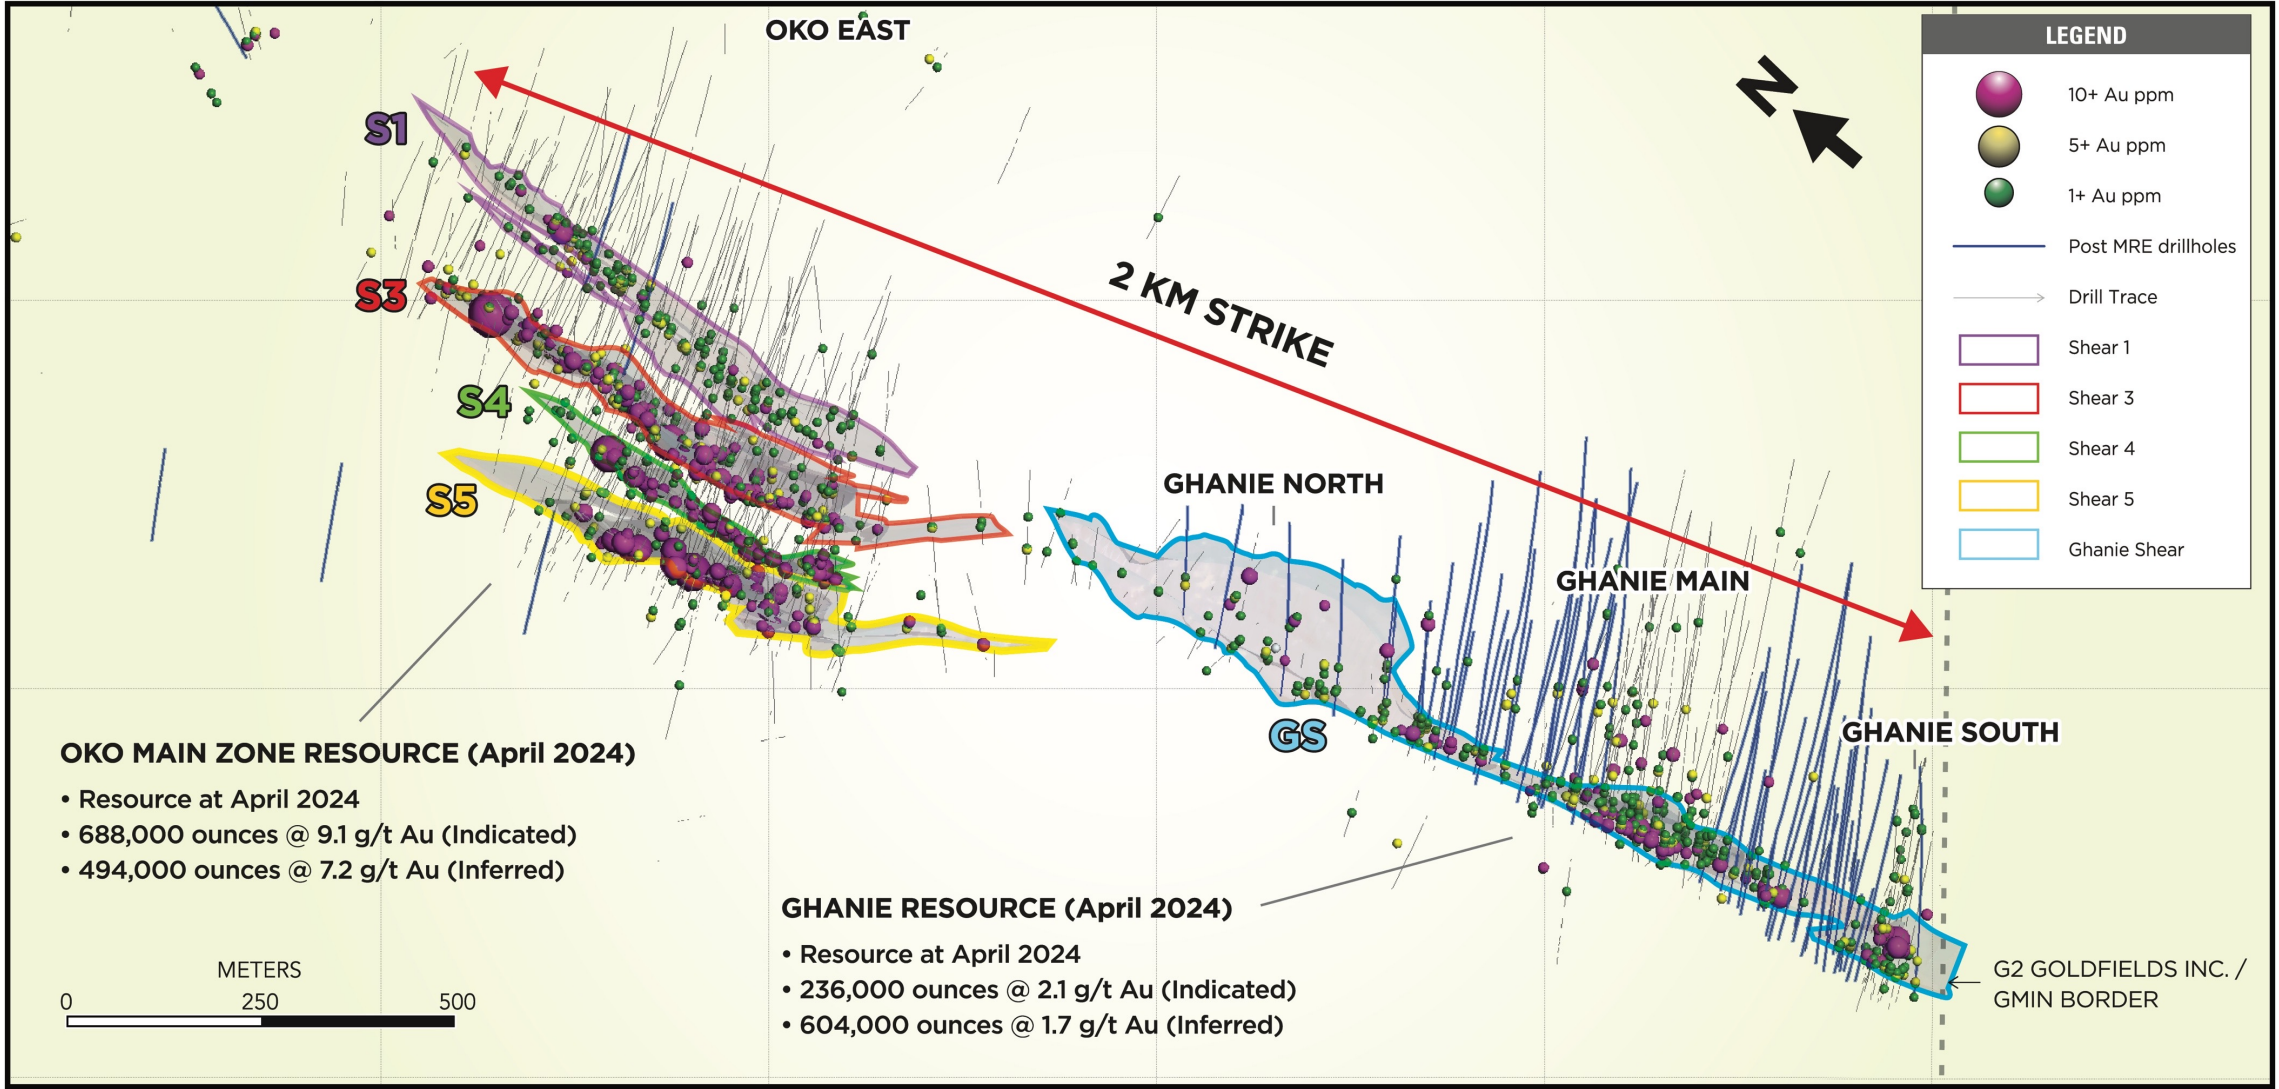 OKO EAST
N
S1
S3
S4
S5
2 KM STRIKE
GHANIE NORTH
GHANIE MAIN
GHANIE SOUTH
GS
OKO MAIN ZONE RESOURCE (April 2024)
• Resource at April 2024
• 688,000 ounces @ 9.1 g/t Au (Indicated)
• 494,000 ounces @ 7.2 g/t Au (Inferred)
GHANIE RESOURCE (April 2024)
• Resource at April 2024
• 236,000 ounces @ 2.1 g/t Au (Indicated)
• 604,000 ounces @ 1.7 g/t Au (Inferred)
METERS
0 250 500
G2 GOLDFIELDS INC. /
GMIN BORDER
LEGEND
10+ Au ppm
5+ Au ppm
1+ Au ppm
Post MRE drillholes
Drill Trace
Shear 1
Shear 3
Shear 4
Shear 5
Ghanie Shear